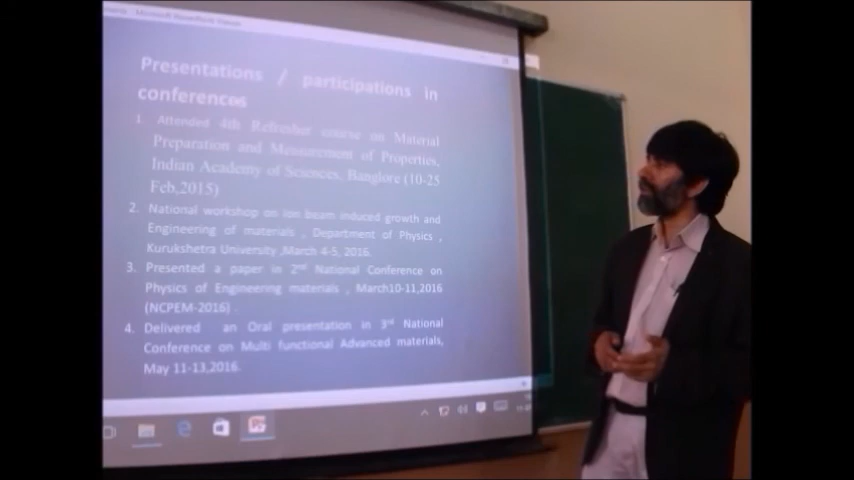 Microsoft PowerPoint Viewer
Presentations / participations in
conferences
1. Attended 4th Refresher course on Material
Preparation and Measurement of Properties,
Indian Academy of Sciences, Banglore (10-25
Feb,2015)
2. National workshop on ion beam induced growth and
Engineering of materials , Department of Physics ,
Kurukshetra University ,March 4-5, 2016.
3. Presented a paper in 2nd National Conference on
Physics of Engineering materials , March10-11,2016
(NCPEM-2016) .
4. Delivered an Oral presentation in 3rd National
Conference on Multi functional Advanced materials,
May 11-13,2016.